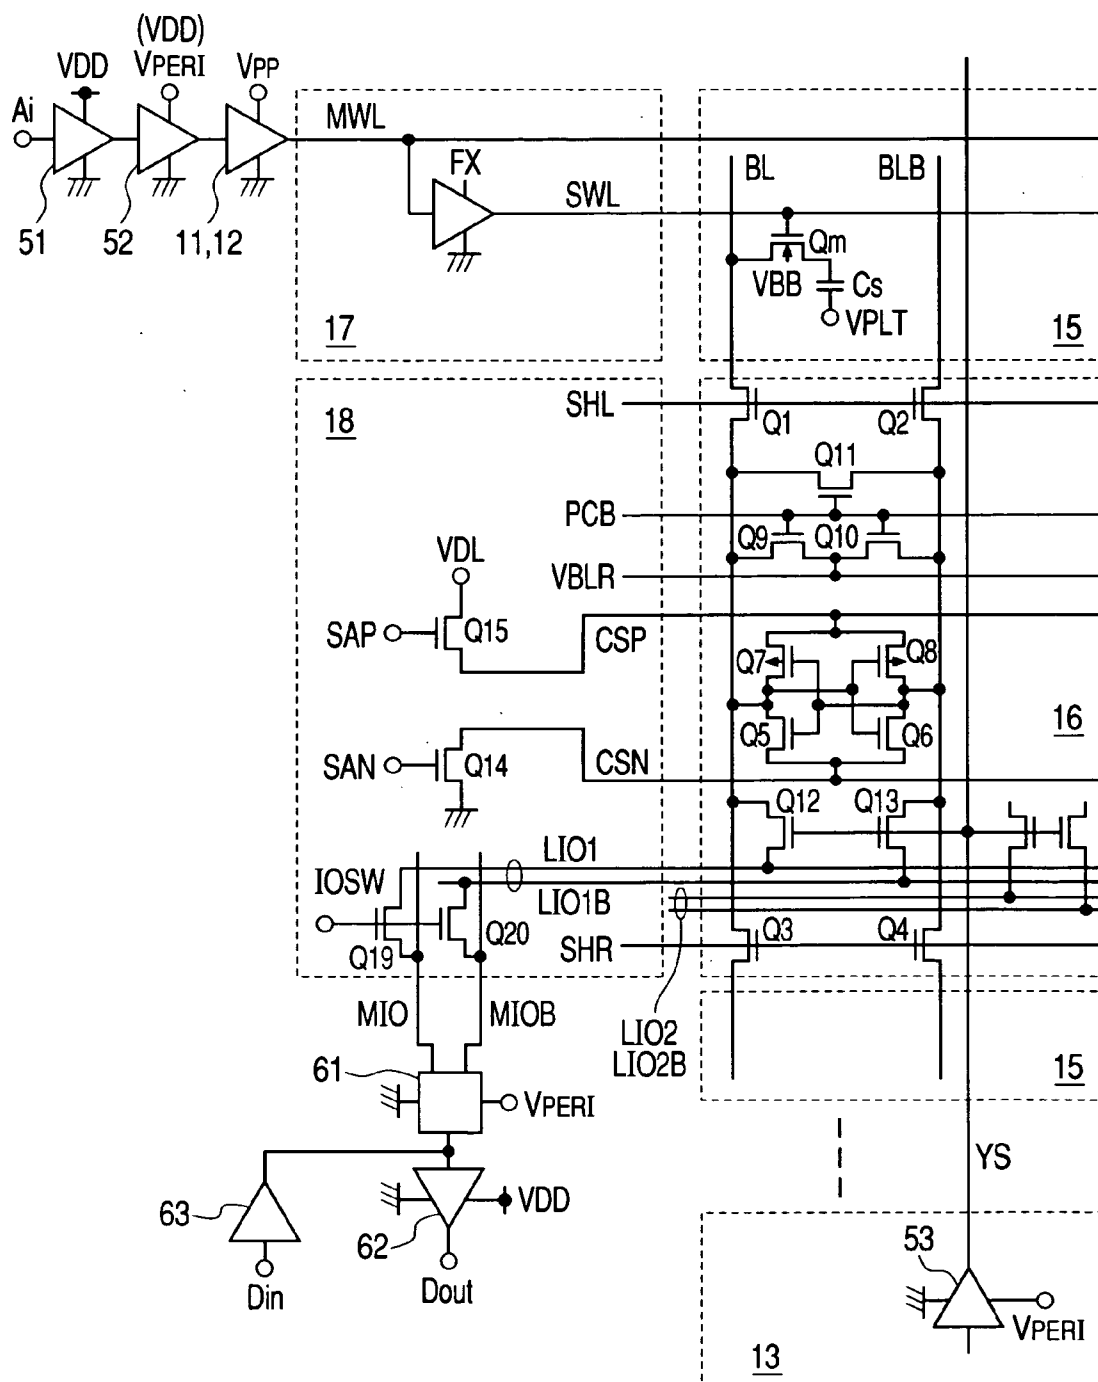 (VDD)
VDD VPERI VPP
Ai
MWL
FX
BL BLB
SWL
51 52 11,12
Qm
VBB Cs
VPLT
17
15
18
SHL
Q1 Q2
Q11
PCB
Q9 Q10
VDL
VBLR
SAP Q15
CSP
Q7 Q8
16
Q5 Q6
SAN Q14
CSN
Q12 Q13
LIO1
IOSW
LIO1B
Q19 Q20
SHR
Q3 Q4
MIO MIOB
LIO2
LIO2B
15
61
VPERI
YS
63
VDD
62
53
Din Dout
VPERI
13